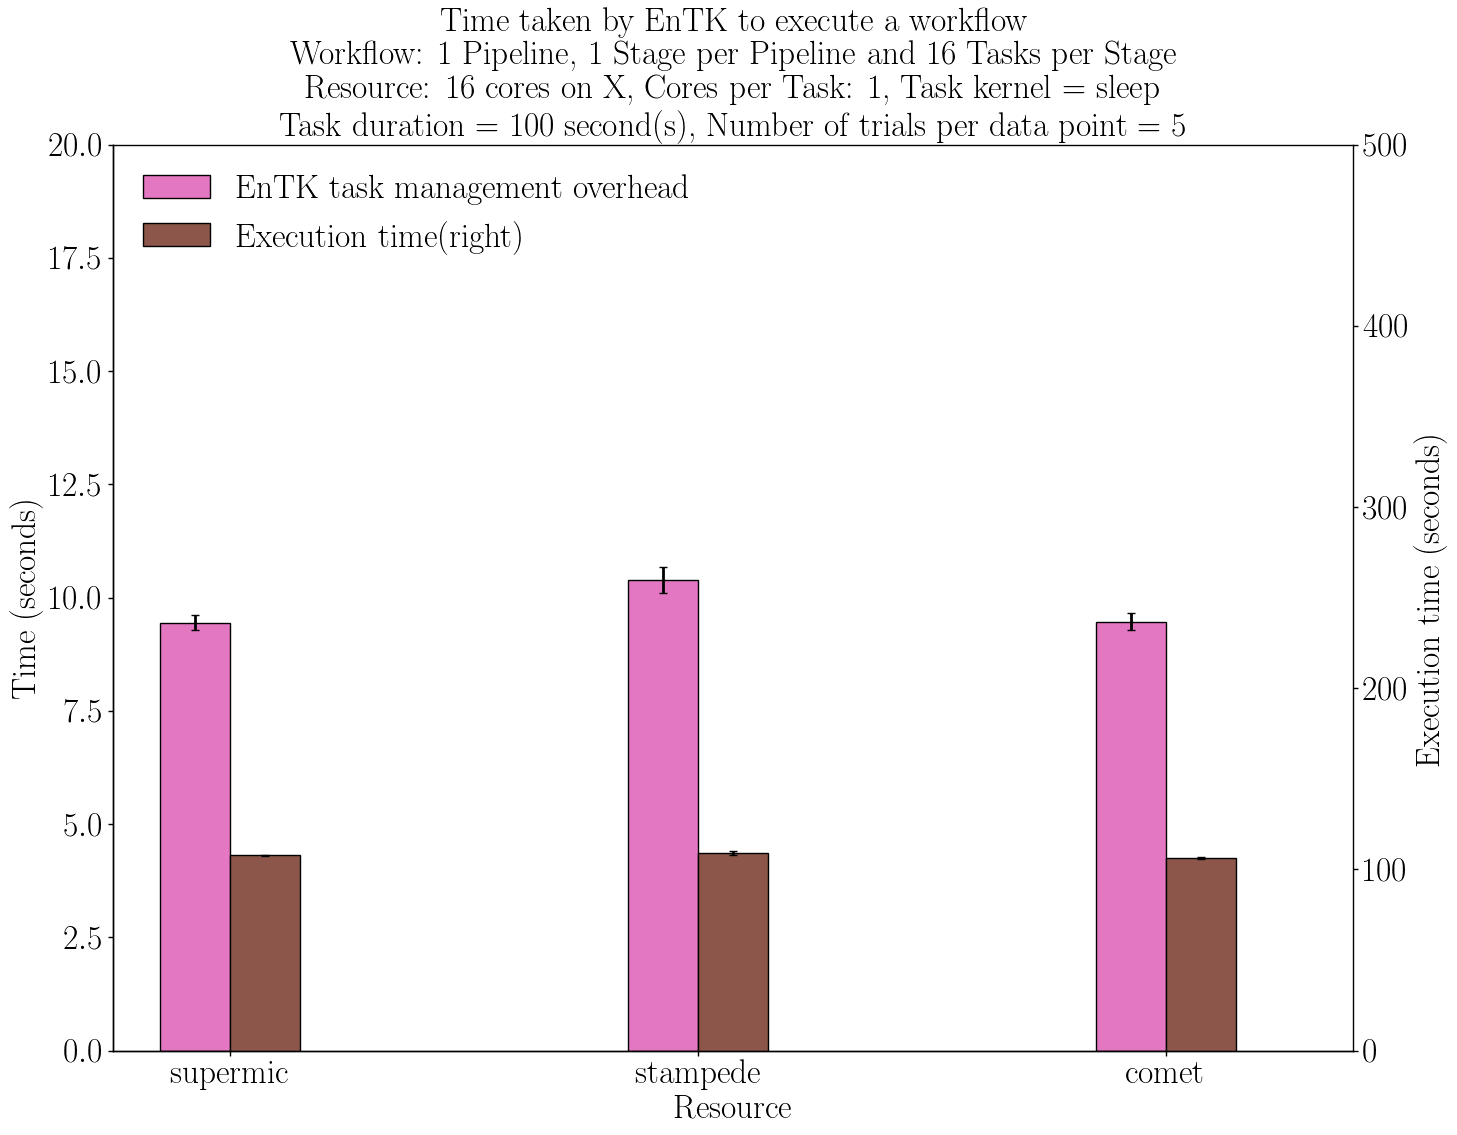 Time taken by EnTK to execute a workflow
Workflow: 1 Pipeline, 1 Stage per Pipeline and 16 Tasks per Stage
Resource: 16 cores on X, Cores per Task: 1, Task kernel = sleep
Task duration = 100 second(s), Number of trials per data point = 5
EnTK task management overhead
Execution time(right)
Time (seconds)
20.0
17.5
15.0
12.5
10.0
7.5
5.0
2.5
0.0
500
400
300
200
100
0
Execution time (seconds)
supermic
stampede
comet
Resource